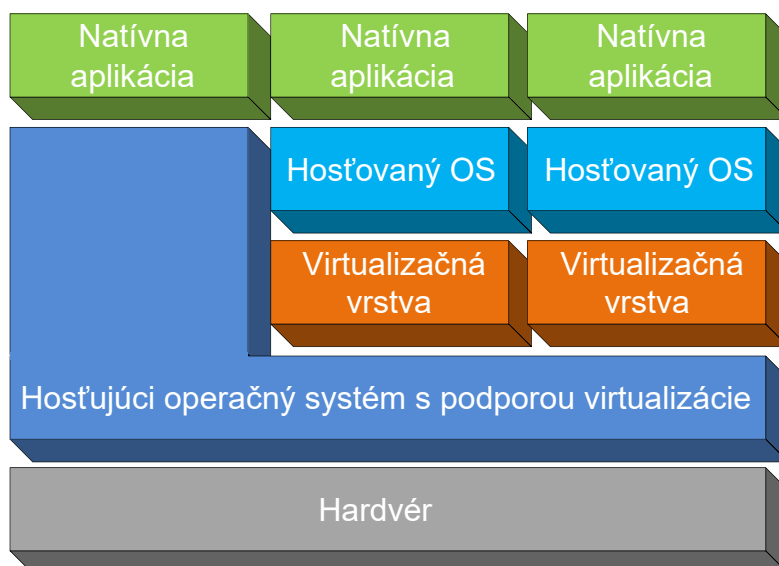 Natívna
aplikácia
Natívna
aplikácia
Natívna
aplikácia
Hosťovaný OS
Hosťovaný OS
Virtualizačná
vrstva
Virtualizačná
vrstva
Hosťujúci operačný systém s podporou virtualizácie
Hardvér